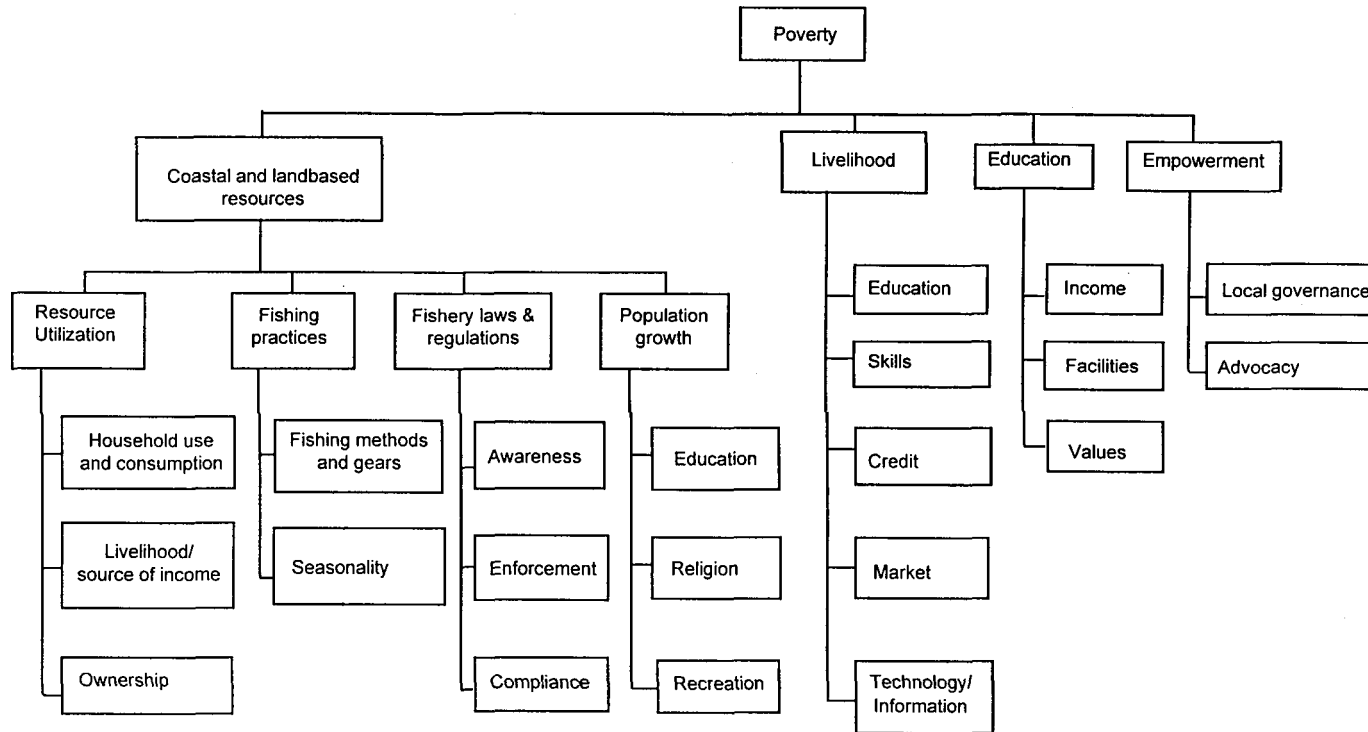 Poverty
Coastal and landbased
resources
Livelihood
Education
Empowerment
Resource
Utilization
Fishing
practices
Fishery laws &
regulations
Population
growth
Household use
and consumption
Livelihood/
source of income
Ownership
Fishing methods
and gears
Seasonality
Awareness
Enforcement
Compliance
Education
Religion
Recreation
Education
Skills
Credit
Market
Technology/
Information
Income
Facilities
Values
Local governance
Advocacy